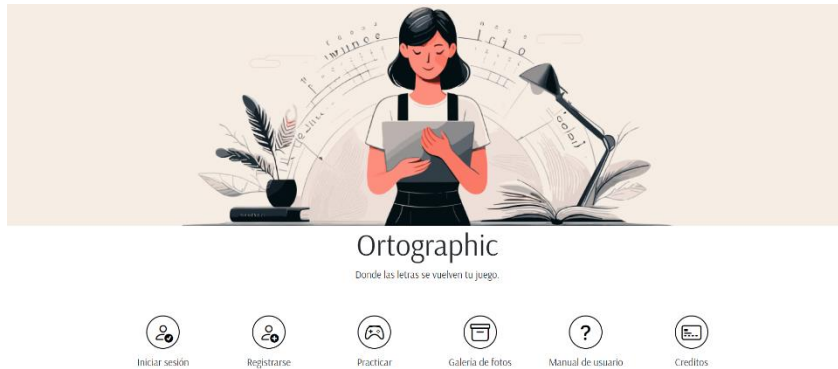 Ortographic
Donde las letras se vuelven tu juego.
Iniciar sesión
Registrarse
Practicar
Galería de fotos
Manual de usuario
Creditos